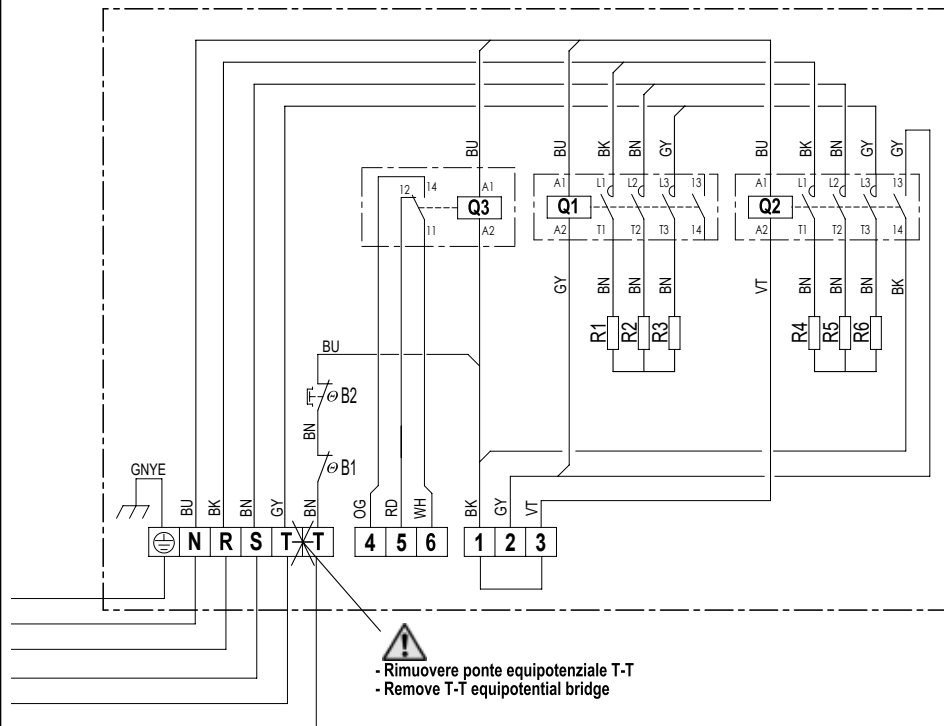 BU
BU
BK
BN
GY
BU
BK
BN
GY
GY
12
14
A1
Q3
11
A2
A1
L1
L2
L3
13
Q1
A2
T1
T2
T3
14
A1
L1
L2
L3
13
Q2
A2
T1
T2
T3
14
GY
BN
BN
BN
VT
BN
BN
BN
BK
R1
R2
R3
R4
R5
R6
BU
Θ B2
BN
Θ B1
GNYE
BU
BK
BN
GY
BN
OG
RD
WH
BK
GY
VT
N R S T T
4 5 6
1 2 3
- Rimuovere ponte equipotenziale T-T
- Remove T-T equipotential bridge